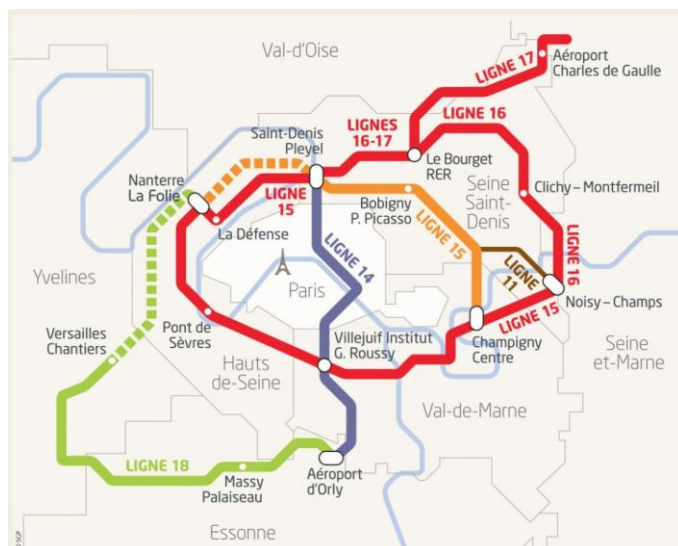 Val-d'Oise
LIGNE 17
Aéroport
Charles de Gaulle
Saint-Denis
Pleyel
LIGNES
16-17
LIGNE 16
Le Bourget
RER
Nanterre
La Folie
LIGNE
15
Seine
Saint-
Denis
Clichy – Montfermeil
La Défense
Bobigny
P. Picasso
LIGNE 15
LIGNE 14
LIGNE 16
LIGNE
11
Yvelines
Paris
Noisy – Champs
LIGNE 15
Pont de
Sèvres
Versailles
Chantiers
Villejuif Institut
G. Roussy
Champigny
Centre
Seine
et-Marne
Hauts
de-Seine
Val-de-Marne
LIGNE 18
Massy
Palaiseau
Aéroport
d'Orly
Essonne